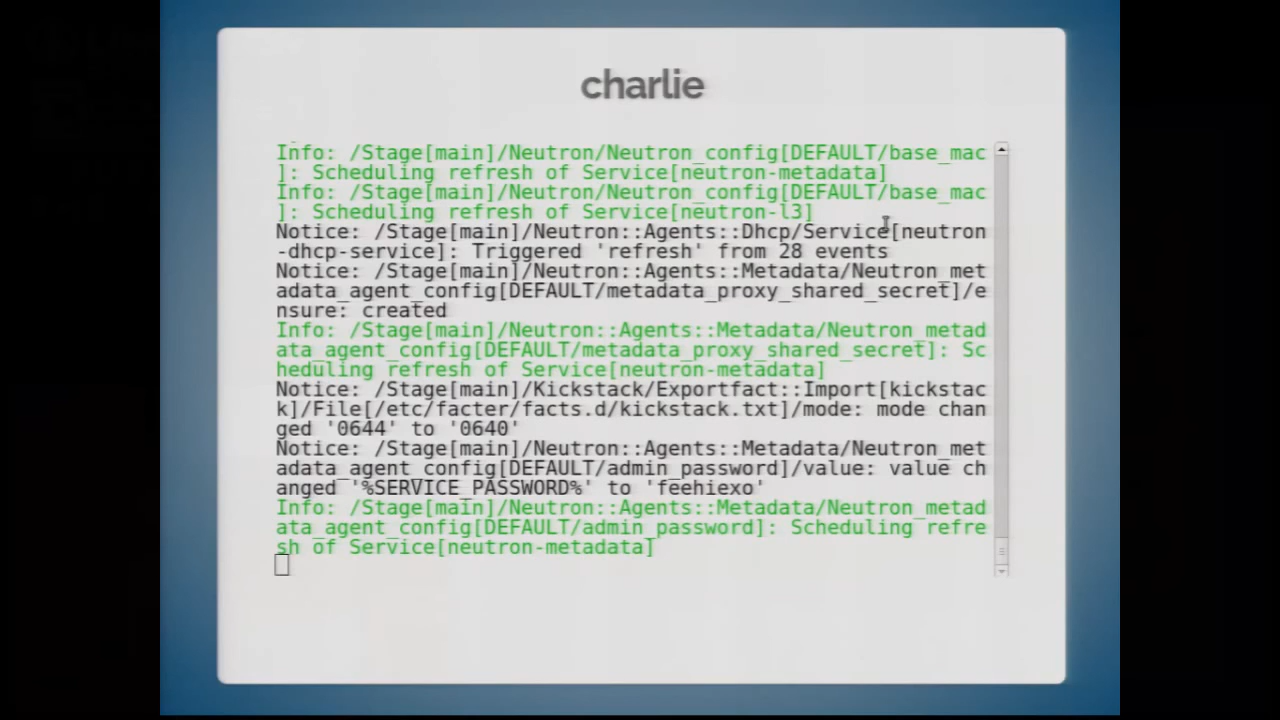 charlie
Info: /Stage[main]/Neutron/Neutron_config[DEFAULT/base_mac
]: Scheduling refresh of Service[neutron-metadata]
Info: /Stage[main]/Neutron/Neutron_config[DEFAULT/base_mac
]: Scheduling refresh of Service[neutron-l3]
Notice: /Stage[main]/Neutron::Agents::Dhcp/Service[neutron
-dhcp-service]: Triggered 'refresh' from 28 events
Notice: /Stage[main]/Neutron::Agents::Metadata/Neutron_met
adata_agent_config[DEFAULT/metadata_proxy_shared_secret]/e
nsure: created
Info: /Stage[main]/Neutron::Agents::Metadata/Neutron_metad
ata_agent_config[DEFAULT/metadata_proxy_shared_secret]: Sc
heduling refresh of Service[neutron-metadata]
Notice: /Stage[main]/Kickstack/Exportfact::Import[kickstac
k]/File[/etc/facter/facts.d/kickstack.txt]/mode: mode chan
ged '0644' to '0640'
Notice: /Stage[main]/Neutron::Agents::Metadata/Neutron_met
adata_agent_config[DEFAULT/admin_password]/value: value ch
anged '%SERVICE_PASSWORD%' to 'feehiexo'
Info: /Stage[main]/Neutron::Agents::Metadata/Neutron_metad
ata_agent_config[DEFAULT/admin_password]: Scheduling refre
sh of Service[neutron-metadata]